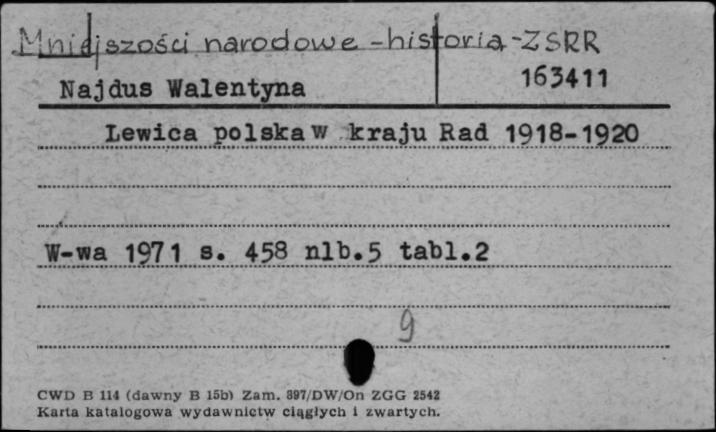 Mniejszości narodowe - historia - ZSRR
Najdus Walentyna 163411
Lewica polska w kraju Rad 1918-1920
W-wa 1971 s. 458 nlb.5 tabl.2
9
CWD B 114 (dawny B 15b) Zam. 397/DW/On ZGG 2542
Karta katalogowa wydawnictw ciągłych i zwartych.